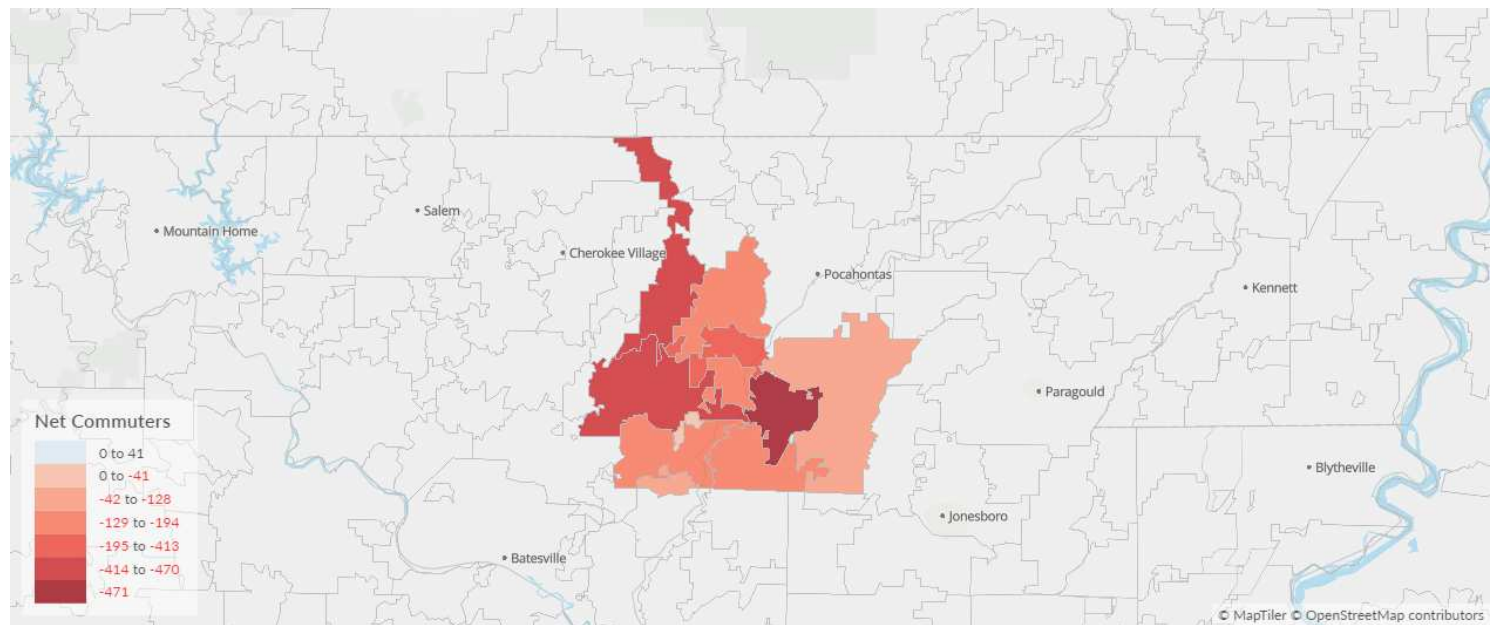 Salem
Mountain Home
Cherokee Village
Pocahontas
Kennett
Paragould
Net Commuters
0 to 41
0 to -41
-42 to -128
-129 to -194
-195 to -413
-414 to -470
-471
Blytheville
Jonesboro
Batesville
© MapTiler © OpenStreetMap contributors